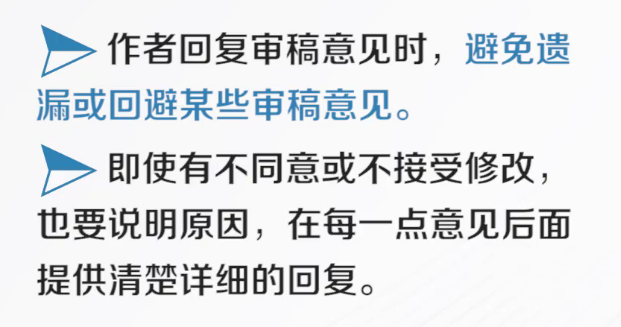 作者回复审稿意见时，避免遗
漏或回避某些审稿意见。
即使有不同意或不接受修改，
也要说明原因，在每一点意见后面
提供清楚详细的回复。